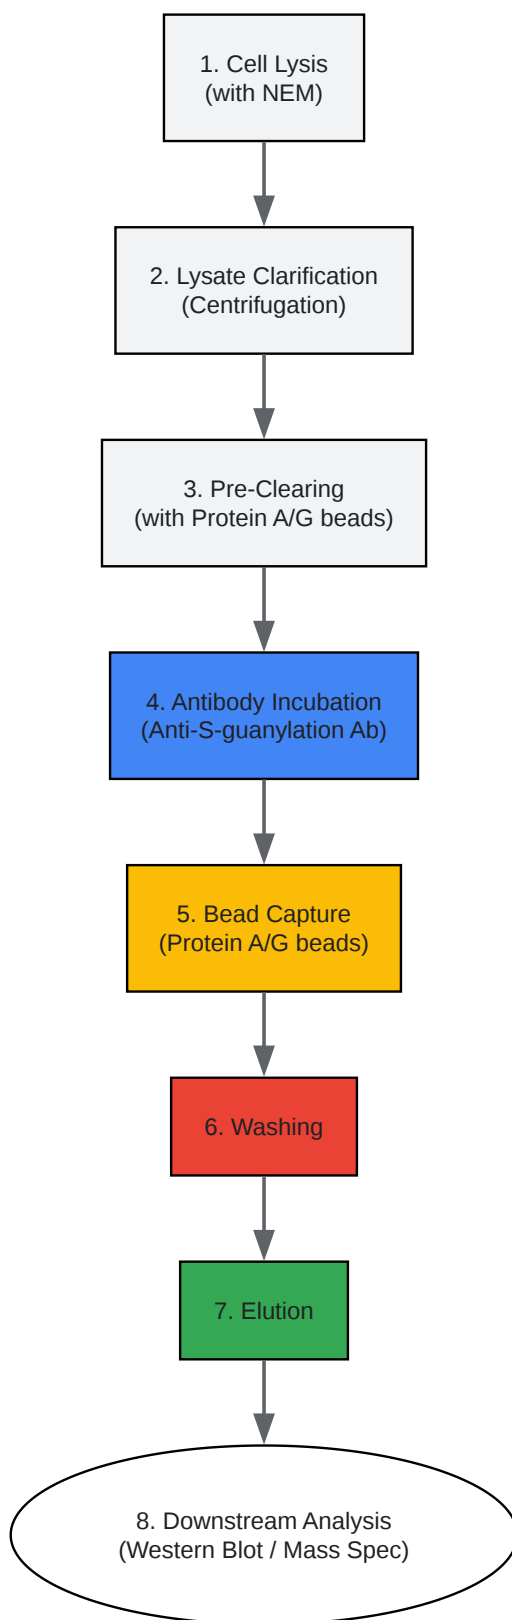 1. Cell Lysis
(with NEM)
2. Lysate Clarification
(Centrifugation)
3. Pre-Clearing
(with Protein A/G beads)
4. Antibody Incubation
(Anti-S-guanylation Ab)
5. Bead Capture
(Protein A/G beads)
6. Washing
7. Elution
8. Downstream Analysis
(Western Blot / Mass Spec)